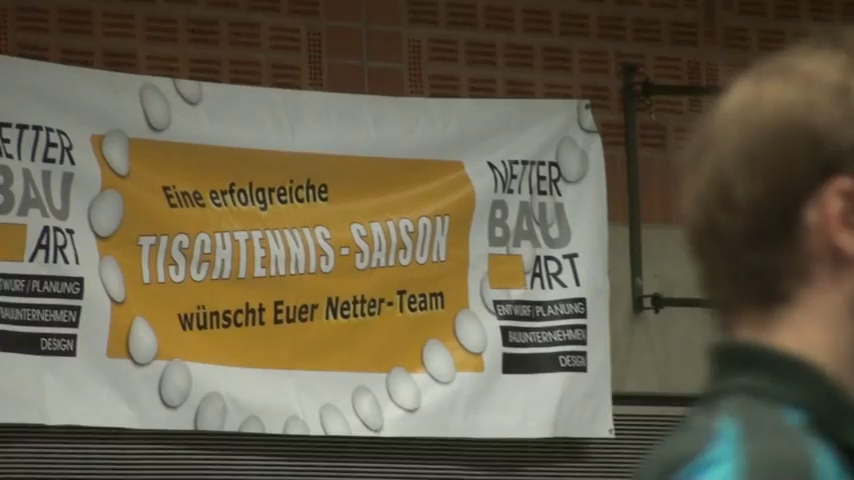 NETTER
BAU
ART
ENTWURF/PLANUNG
BAUUNTERNEHMEN
DESIGN
Eine erfolgreiche
TISCHTENNIS-SAISON
wünscht Euer Netter-Team
NETTER
BAU
ART
ENTWURF/PLANUNG
BAUUNTERNEHMEN
DESIGN